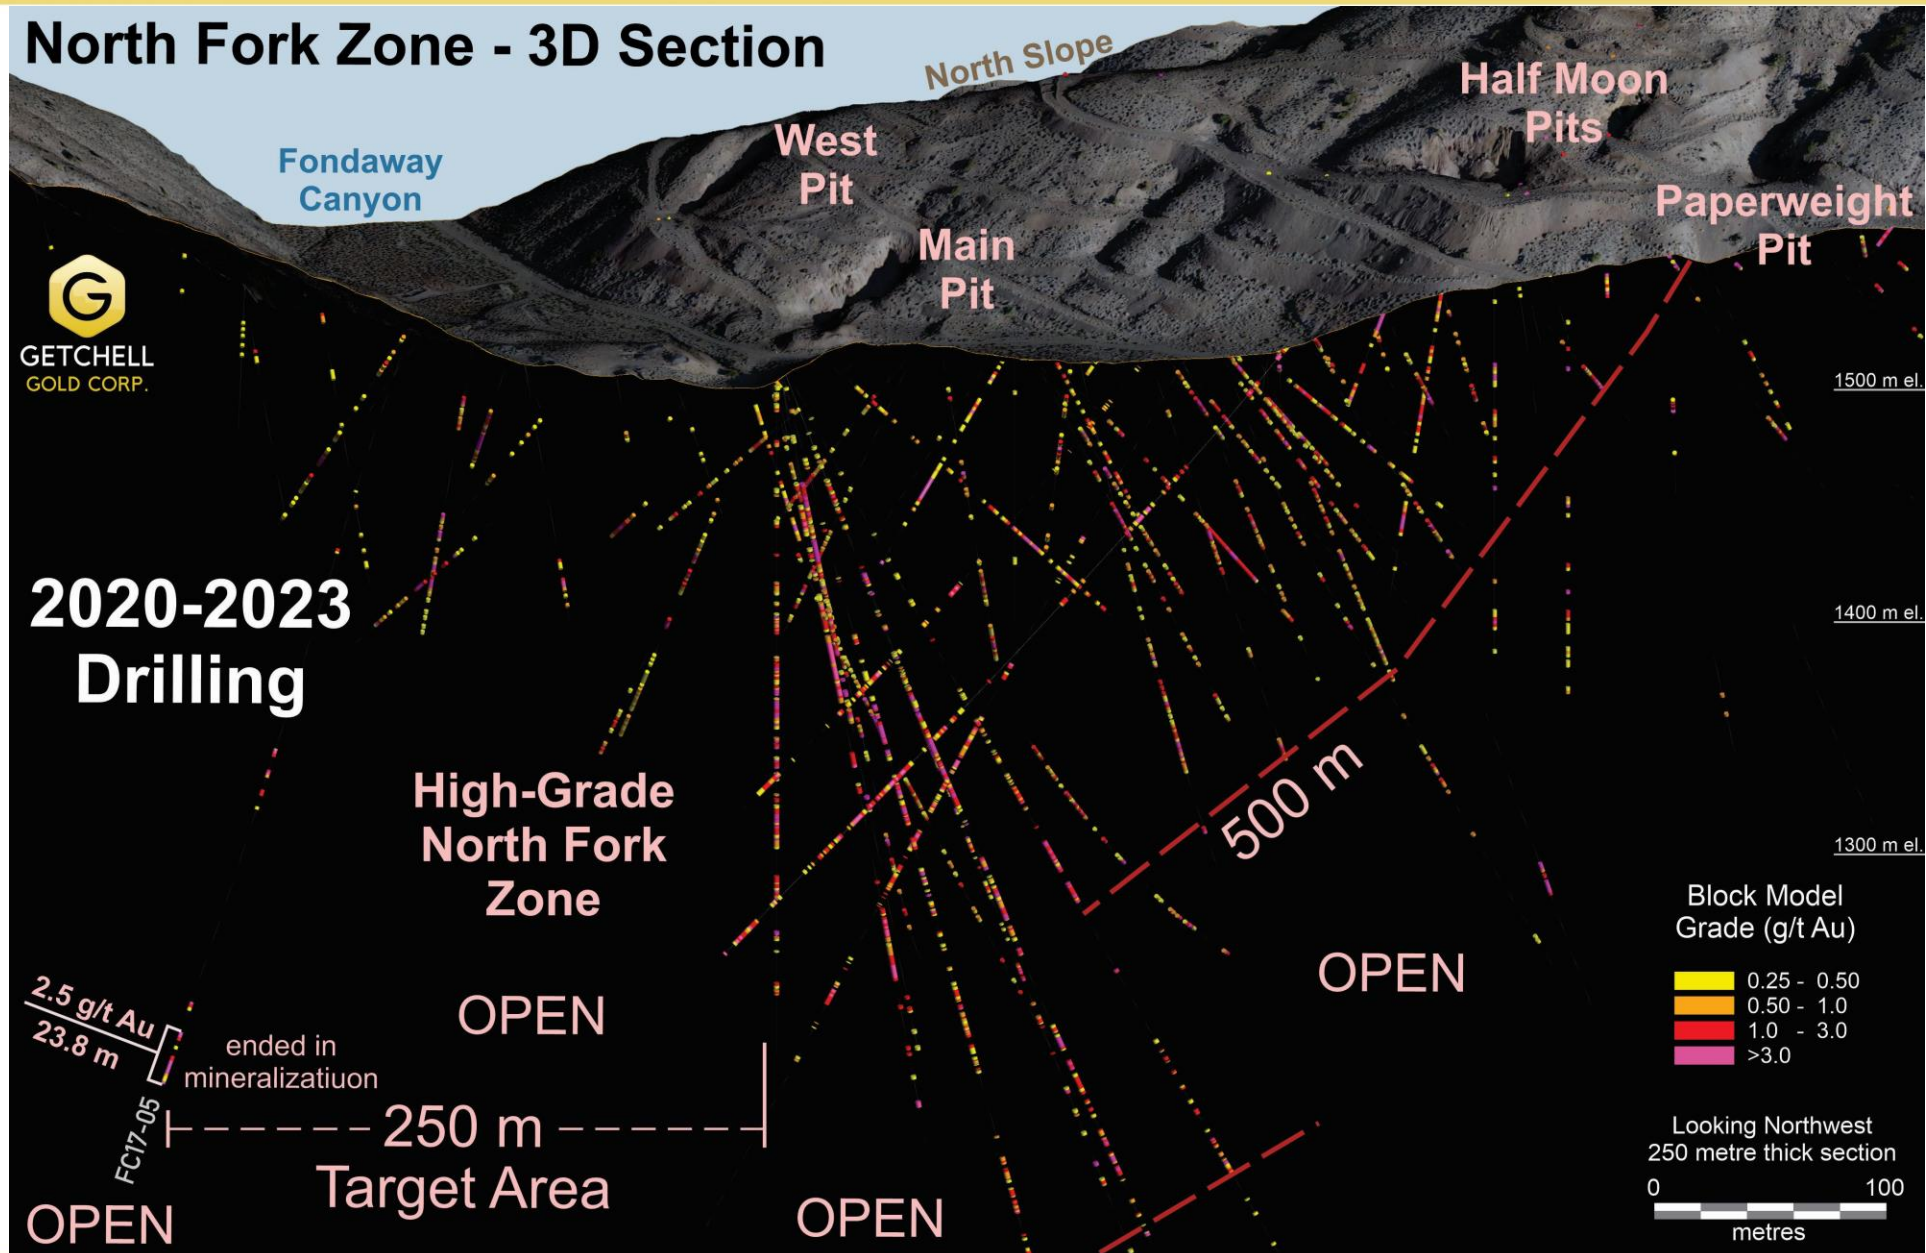 North Fork Zone - 3D Section
North Slope
Half Moon
Pits
West
Pit
Fondaway
Canyon
Paperweight
Pit
Main
Pit
G
GETCHELL
GOLD CORP.
1500 m el.
2020-2023
Drilling
1400 m el.
High-Grade
North Fork
Zone
500 m
1300 m el.
Block Model
Grade (g/t Au)
0.25 - 0.50
0.50 - 1.0
1.0 - 3.0
>3.0
OPEN
OPEN
2.5 g/t Au
23.8 m
ended in
mineralizatiuon
FC17-05
250 m
Target Area
OPEN
OPEN
Looking Northwest
250 metre thick section
0 100
metres